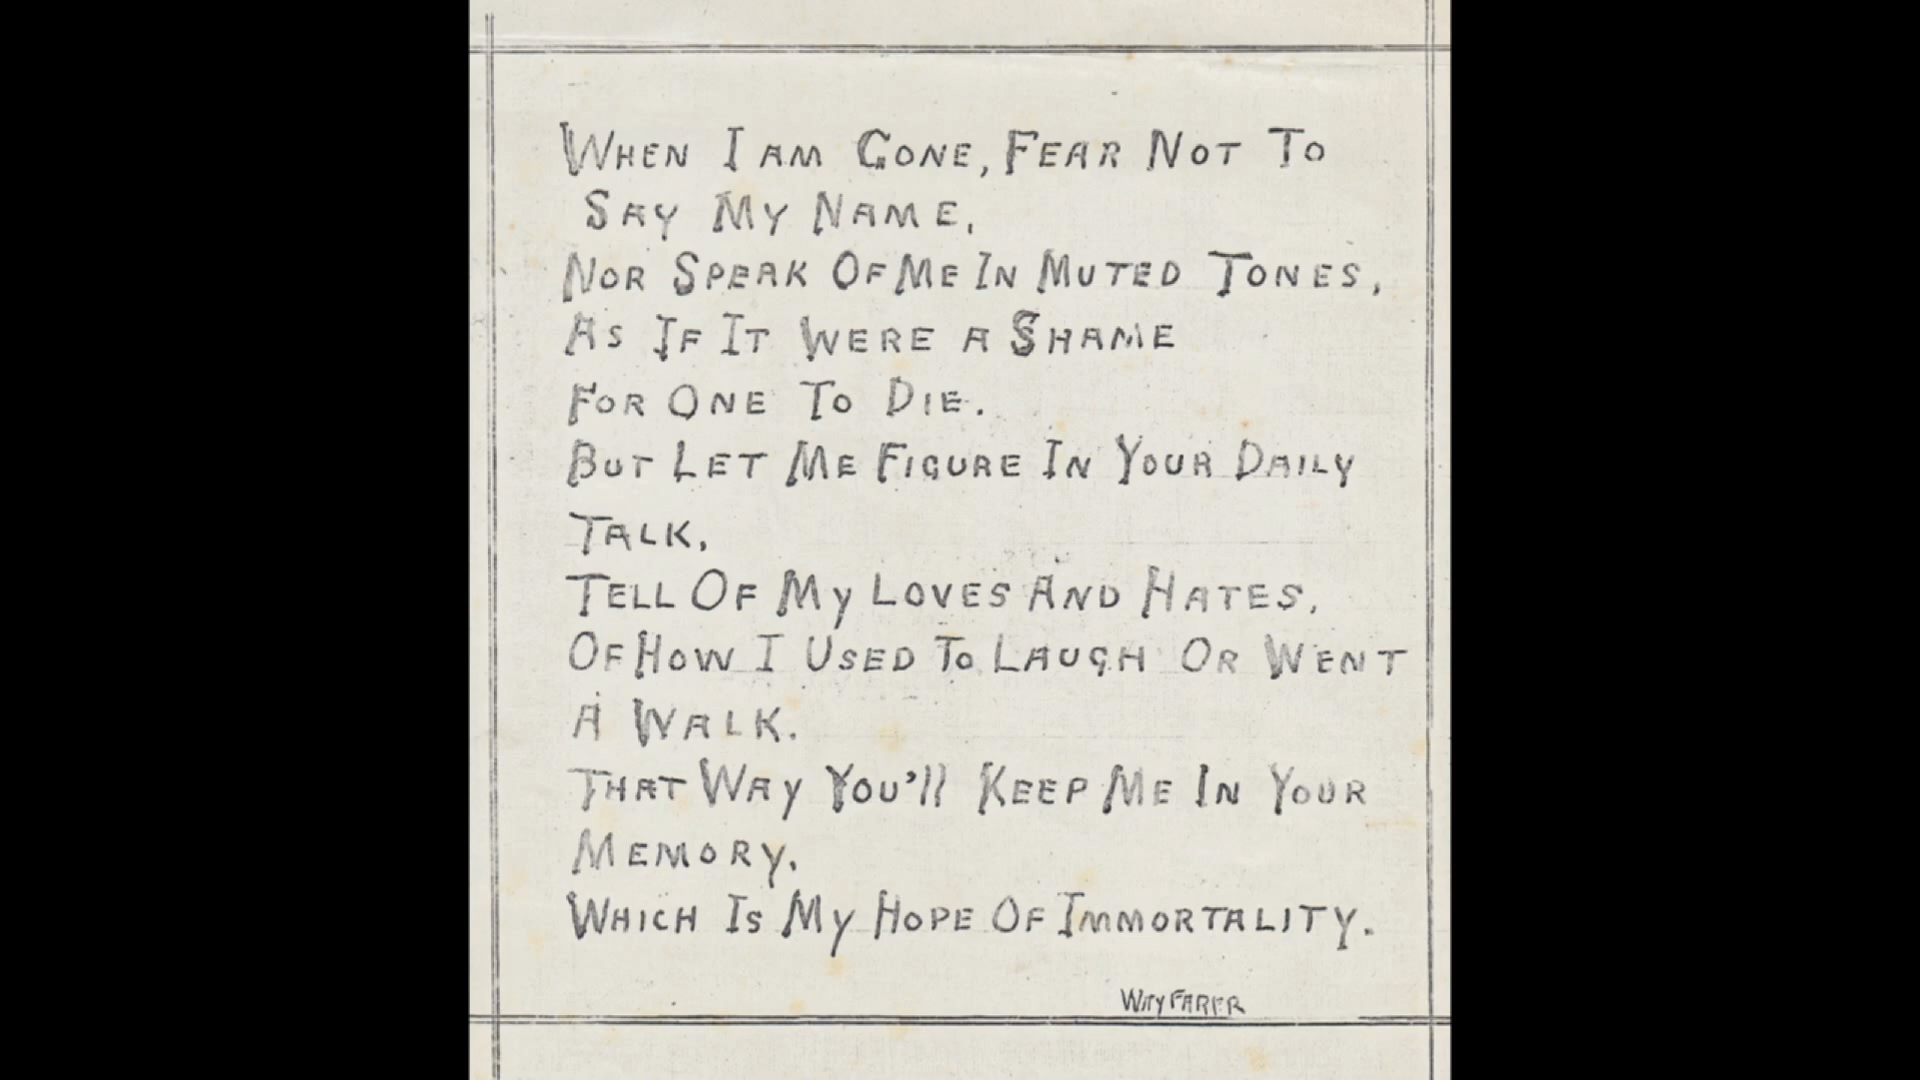 WHEN I AM GONE, FEAR NOT TO
SAY MY NAME,
NOR SPEAK OF ME IN MUTED TONES,
AS IF IT WERE A SHAME
FOR ONE TO DIE.
BUT LET ME FIGURE IN YOUR DAILY
TALK,
TELL OF MY LOVES AND HATES,
OF HOW I USED TO LAUGH OR WENT
A WALK.
THAT WAY YOU'll KEEP ME IN YOUR
MEMORY,
WHICH IS MY HOPE OF IMMORTALITY.
WAYFARER